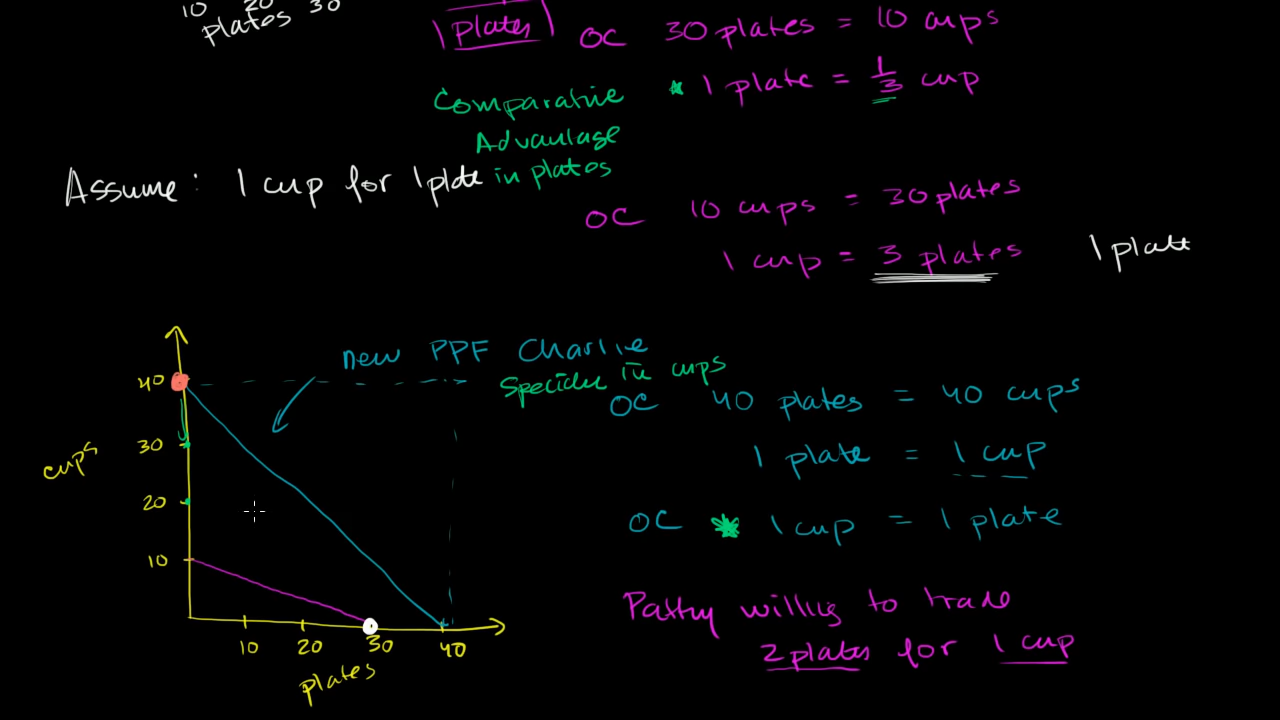 10 20 30
plates
plates OC 30 plates = 10 cups
Comparative 1 plate = 1/3 cup
Advantage
in plates
Assume: 1 cup for 1 plate
OC 10 cups = 30 plates
1 cup = 3 plates 1 plate
new PPF Charlie
Specialize in cups
40
OC 40 plates = 40 cups
cups
30
1 plate = 1 cup
20
OC * 1 cup = 1 plate
10
Patty willing to trade
2 plates for 1 cup
10 20 30 40
plates